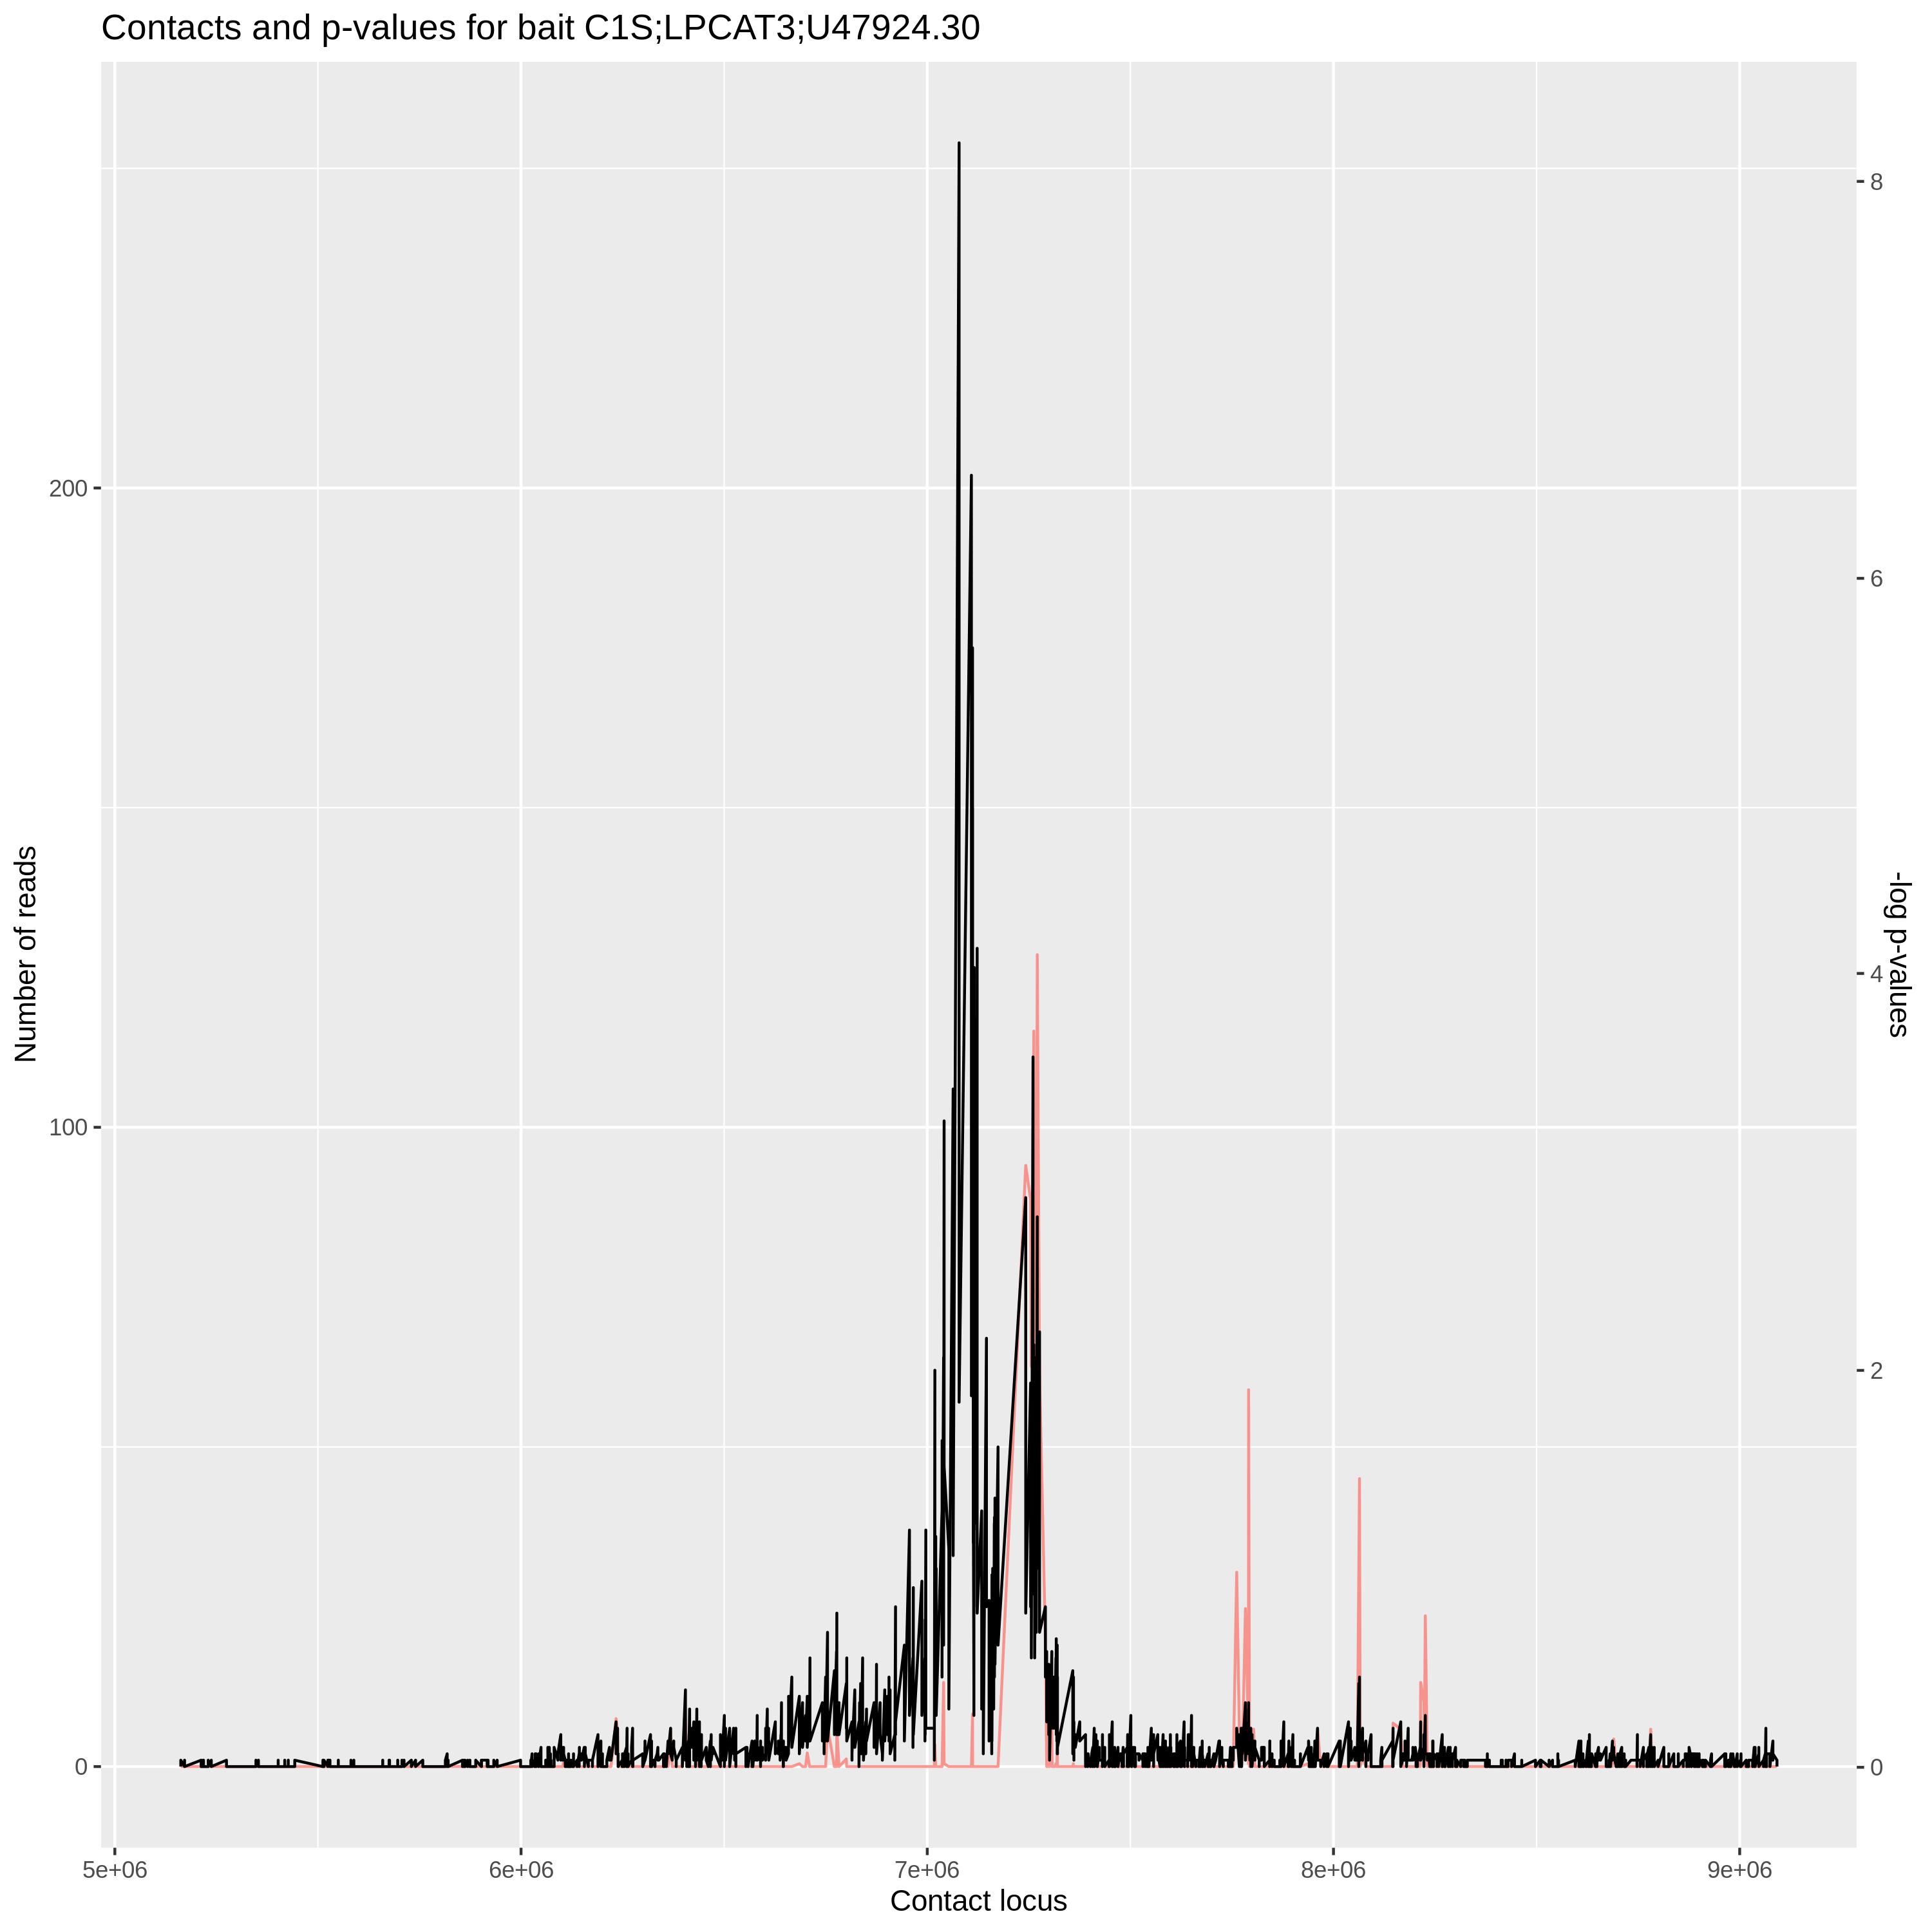 Contacts and p-values for bait C1S;LPCAT3;U47924.30
Number of reads
200
100
0
8
6
4
2
0
-log p-values
5e+06 6e+06 7e+06 8e+06 9e+06
Contact locus